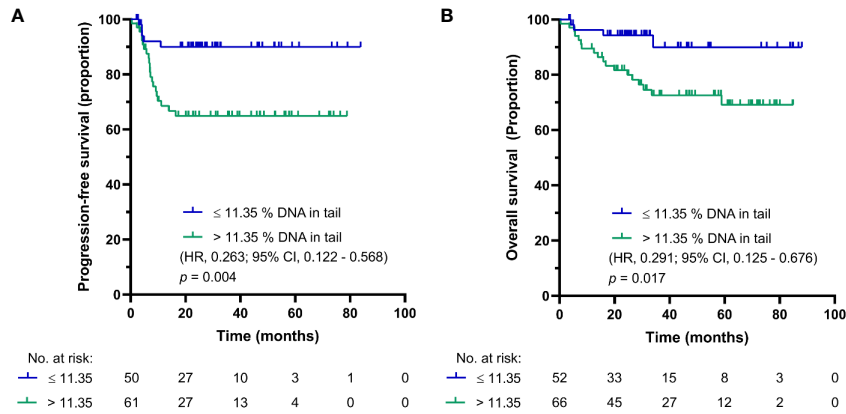 A
Progression-free survival (proportion)
100
80
60
40
20
0
0 20 40 60 80 100
Time (months)
≤ 11.35 % DNA in tail
> 11.35 % DNA in tail
(HR, 0.263; 95% CI, 0.122 - 0.568)
p = 0.004
No. at risk:
≤ 11.35 50 27 10 3 1 0
> 11.35 61 27 13 4 0 0
B
Overall survival (Proportion)
100
80
60
40
20
0
0 20 40 60 80 100
Time (months)
≤ 11.35 % DNA in tail
> 11.35 % DNA in tail
(HR, 0.291; 95% CI, 0.125 - 0.676)
p = 0.017
No. at risk:
≤ 11.35 52 33 15 8 3 0
> 11.35 66 45 27 12 2 0